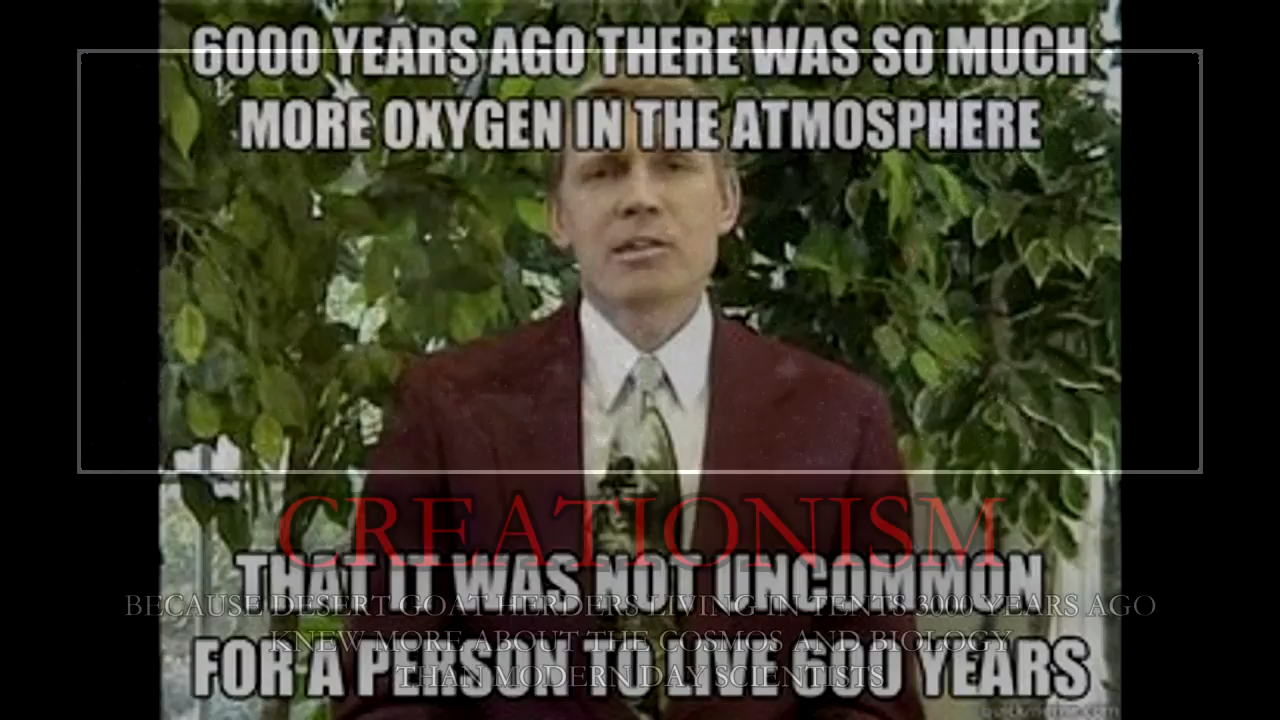 6000 YEARS AGO THERE WAS SO MUCH
MORE OXYGEN IN THE ATMOSPHERE
CREATIONISM
THAT IT WAS NOT UNCOMMON
BECAUSE DESERT GOAT HERDERS LIVING IN TENTS 3000 YEARS AGO
KNEW MORE ABOUT THE COSMOS AND BIOLOGY
FOR A PERSON TO LIVE 600 YEARS
THAN MODERN DAY SCIENTISTS